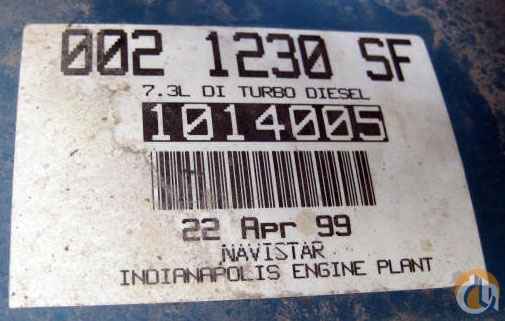 002 1230 SF
7.3L DI TURBO DIESEL
1014005
22 Apr 99
NAVISTAR
INDIANAPOLIS ENGINE PLANT